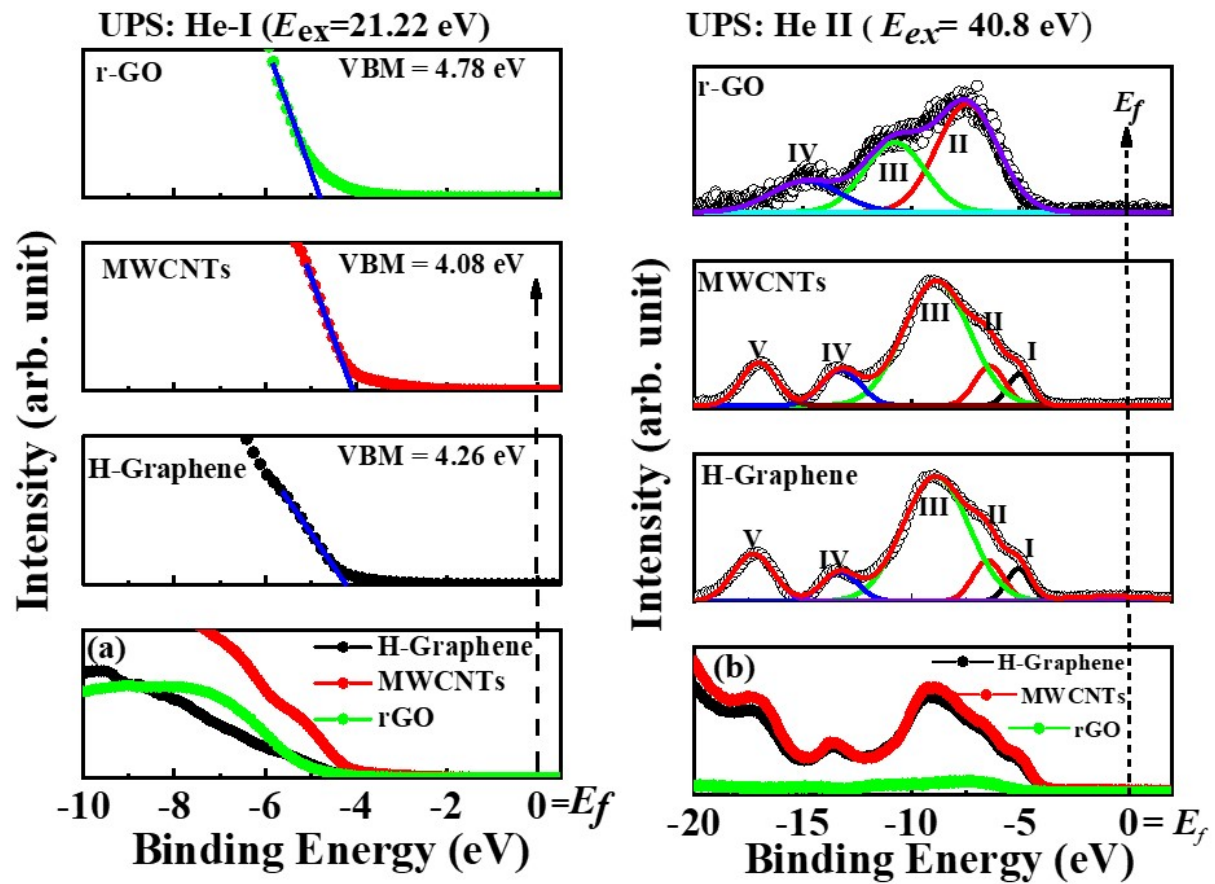 UPS: He-I (Eex=21.22 eV)
r-GO
VBM = 4.78 eV
MWCNTs
VBM = 4.08 eV
H-Graphene
VBM = 4.26 eV
(a)
H-Graphene
MWCNTs
rGO
-10 -8 -6 -4 -2 0 =Ef
Binding Energy (eV)
Intensity (arb. unit)
UPS: He II ( Eex= 40.8 eV)
r-GO
Ef
IV
III
II
MWCNTs
V
IV
III
II
I
H-Graphene
V
IV
III
II
I
(b)
H-Graphene
MWCNTs
rGO
-20 -15 -10 -5 0 = Ef
Binding Energy (eV)
Intensity (arb. unit)